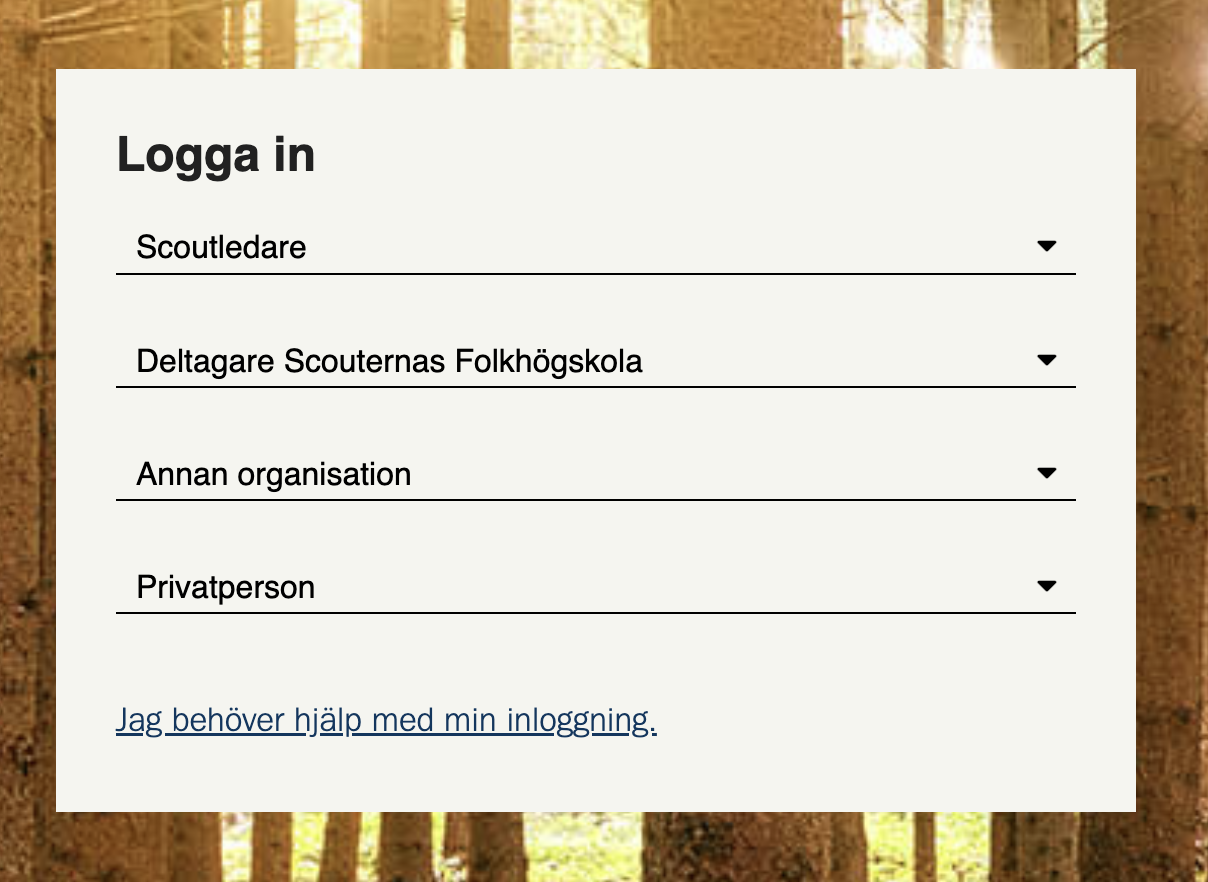 Logga in
Scoutledare
Deltagare Scouternas Folkhögskola
Annan organisation
Privatperson
Jag behöver hjälp med min inloggning.